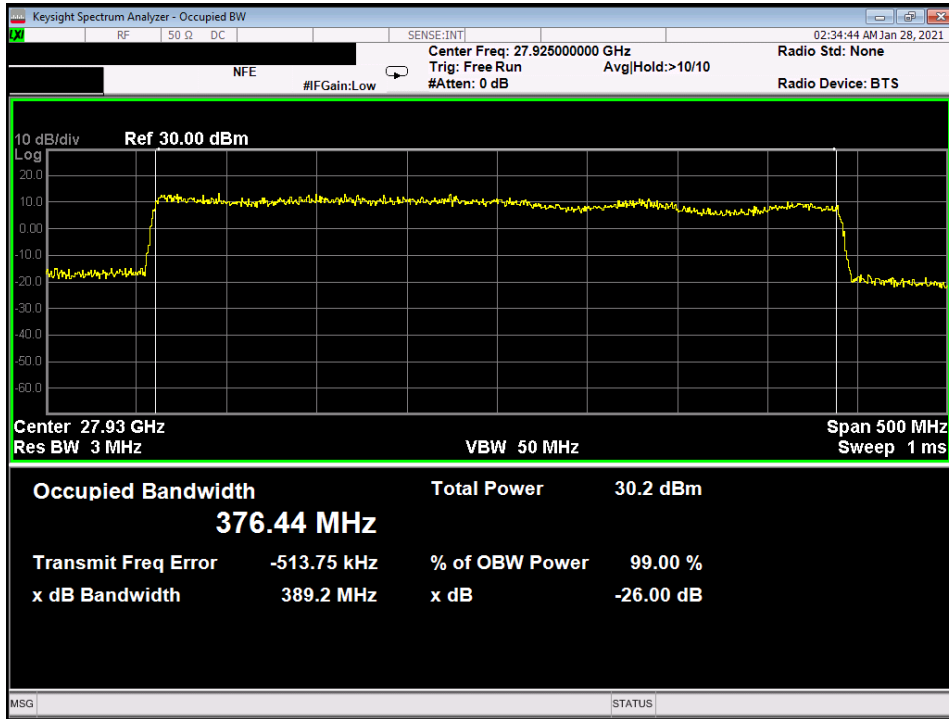 Keysight Spectrum Analyzer - Occupied BW
LXI RF 50 Ω DC SENSE:INT 02:34:44 AM Jan 28, 2021
Center Freq: 27.925000000 GHz Radio Std: None
NFE Trig: Free Run Avg|Hold:>10/10
#IFGain:Low #Atten: 0 dB Radio Device: BTS
10 dB/div Ref 30.00 dBm
Log
20.0
10.0
0.00
-10.0
-20.0
-30.0
-40.0
-50.0
-60.0
Center 27.93 GHz Span 500 MHz
Res BW 3 MHz VBW 50 MHz Sweep 1 ms
Occupied Bandwidth Total Power 30.2 dBm
376.44 MHz
Transmit Freq Error -513.75 kHz % of OBW Power 99.00 %
x dB Bandwidth 389.2 MHz x dB -26.00 dB
MSG STATUS